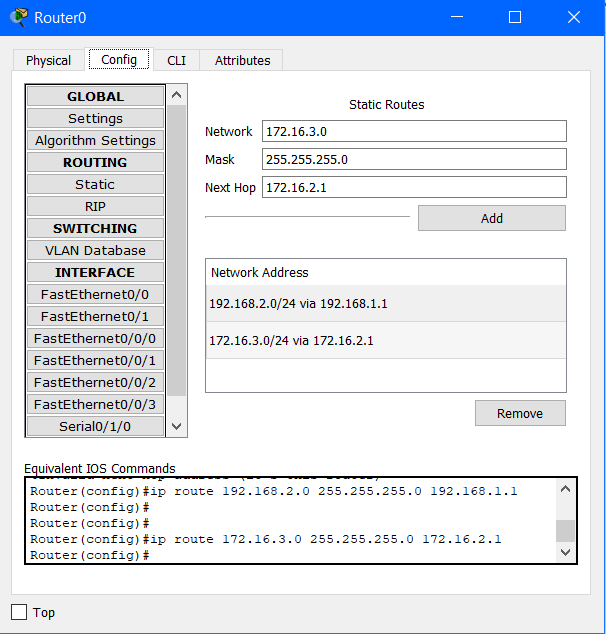 Router0
Physical Config CLI Attributes
GLOBAL
Settings
Algorithm Settings
ROUTING
Static
RIP
SWITCHING
VLAN Database
INTERFACE
FastEthernet0/0
FastEthernet0/1
FastEthernet0/0/0
FastEthernet0/0/1
FastEthernet0/0/2
FastEthernet0/0/3
Serial0/1/0
Static Routes
Network 172.16.3.0
Mask 255.255.255.0
Next Hop 172.16.2.1
Add
Network Address
192.168.2.0/24 via 192.168.1.1
172.16.3.0/24 via 172.16.2.1
Remove
Equivalent IOS Commands
Router(config)#ip route 192.168.2.0 255.255.255.0 192.168.1.1
Router(config)#
Router(config)#
Router(config)#ip route 172.16.3.0 255.255.255.0 172.16.2.1
Router(config)#
Top